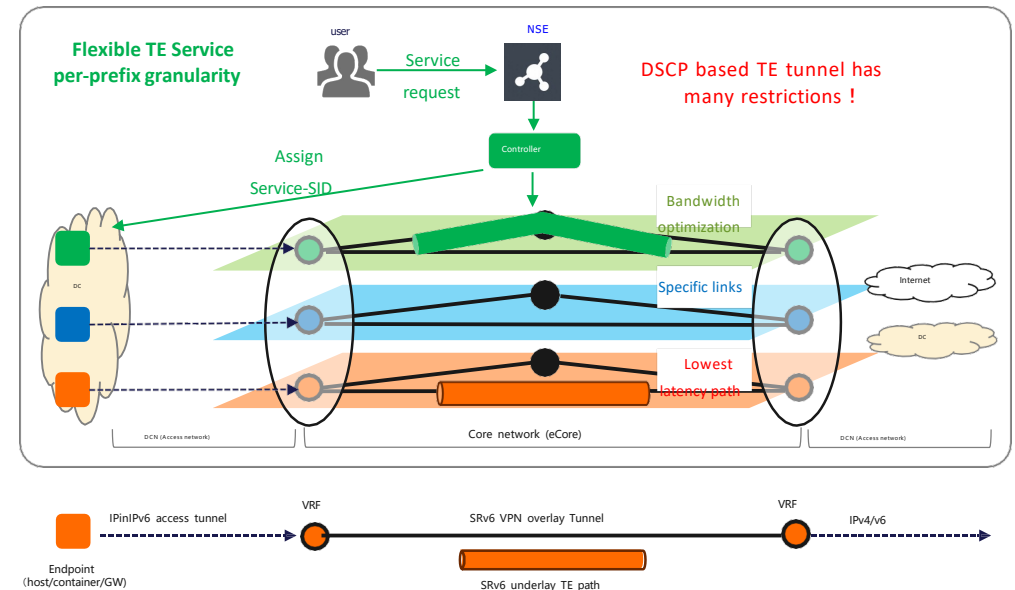 user
NSE
Flexible TE Service
per-prefix granularity
Service
request
DSCP based TE tunnel has
many restrictions !
Controller
Assign
Service-SID
Bandwidth
optimization
DC
Specific links
Internet
DC
Lowest
latency path
DCN (Access network)
Core network (eCore)
DCN (Access network)
VRF
VRF
IPinIPv6 access tunnel
SRv6 VPN overlay Tunnel
IPv4/v6
Endpoint
(host/container/GW)
SRv6 underlay TE path